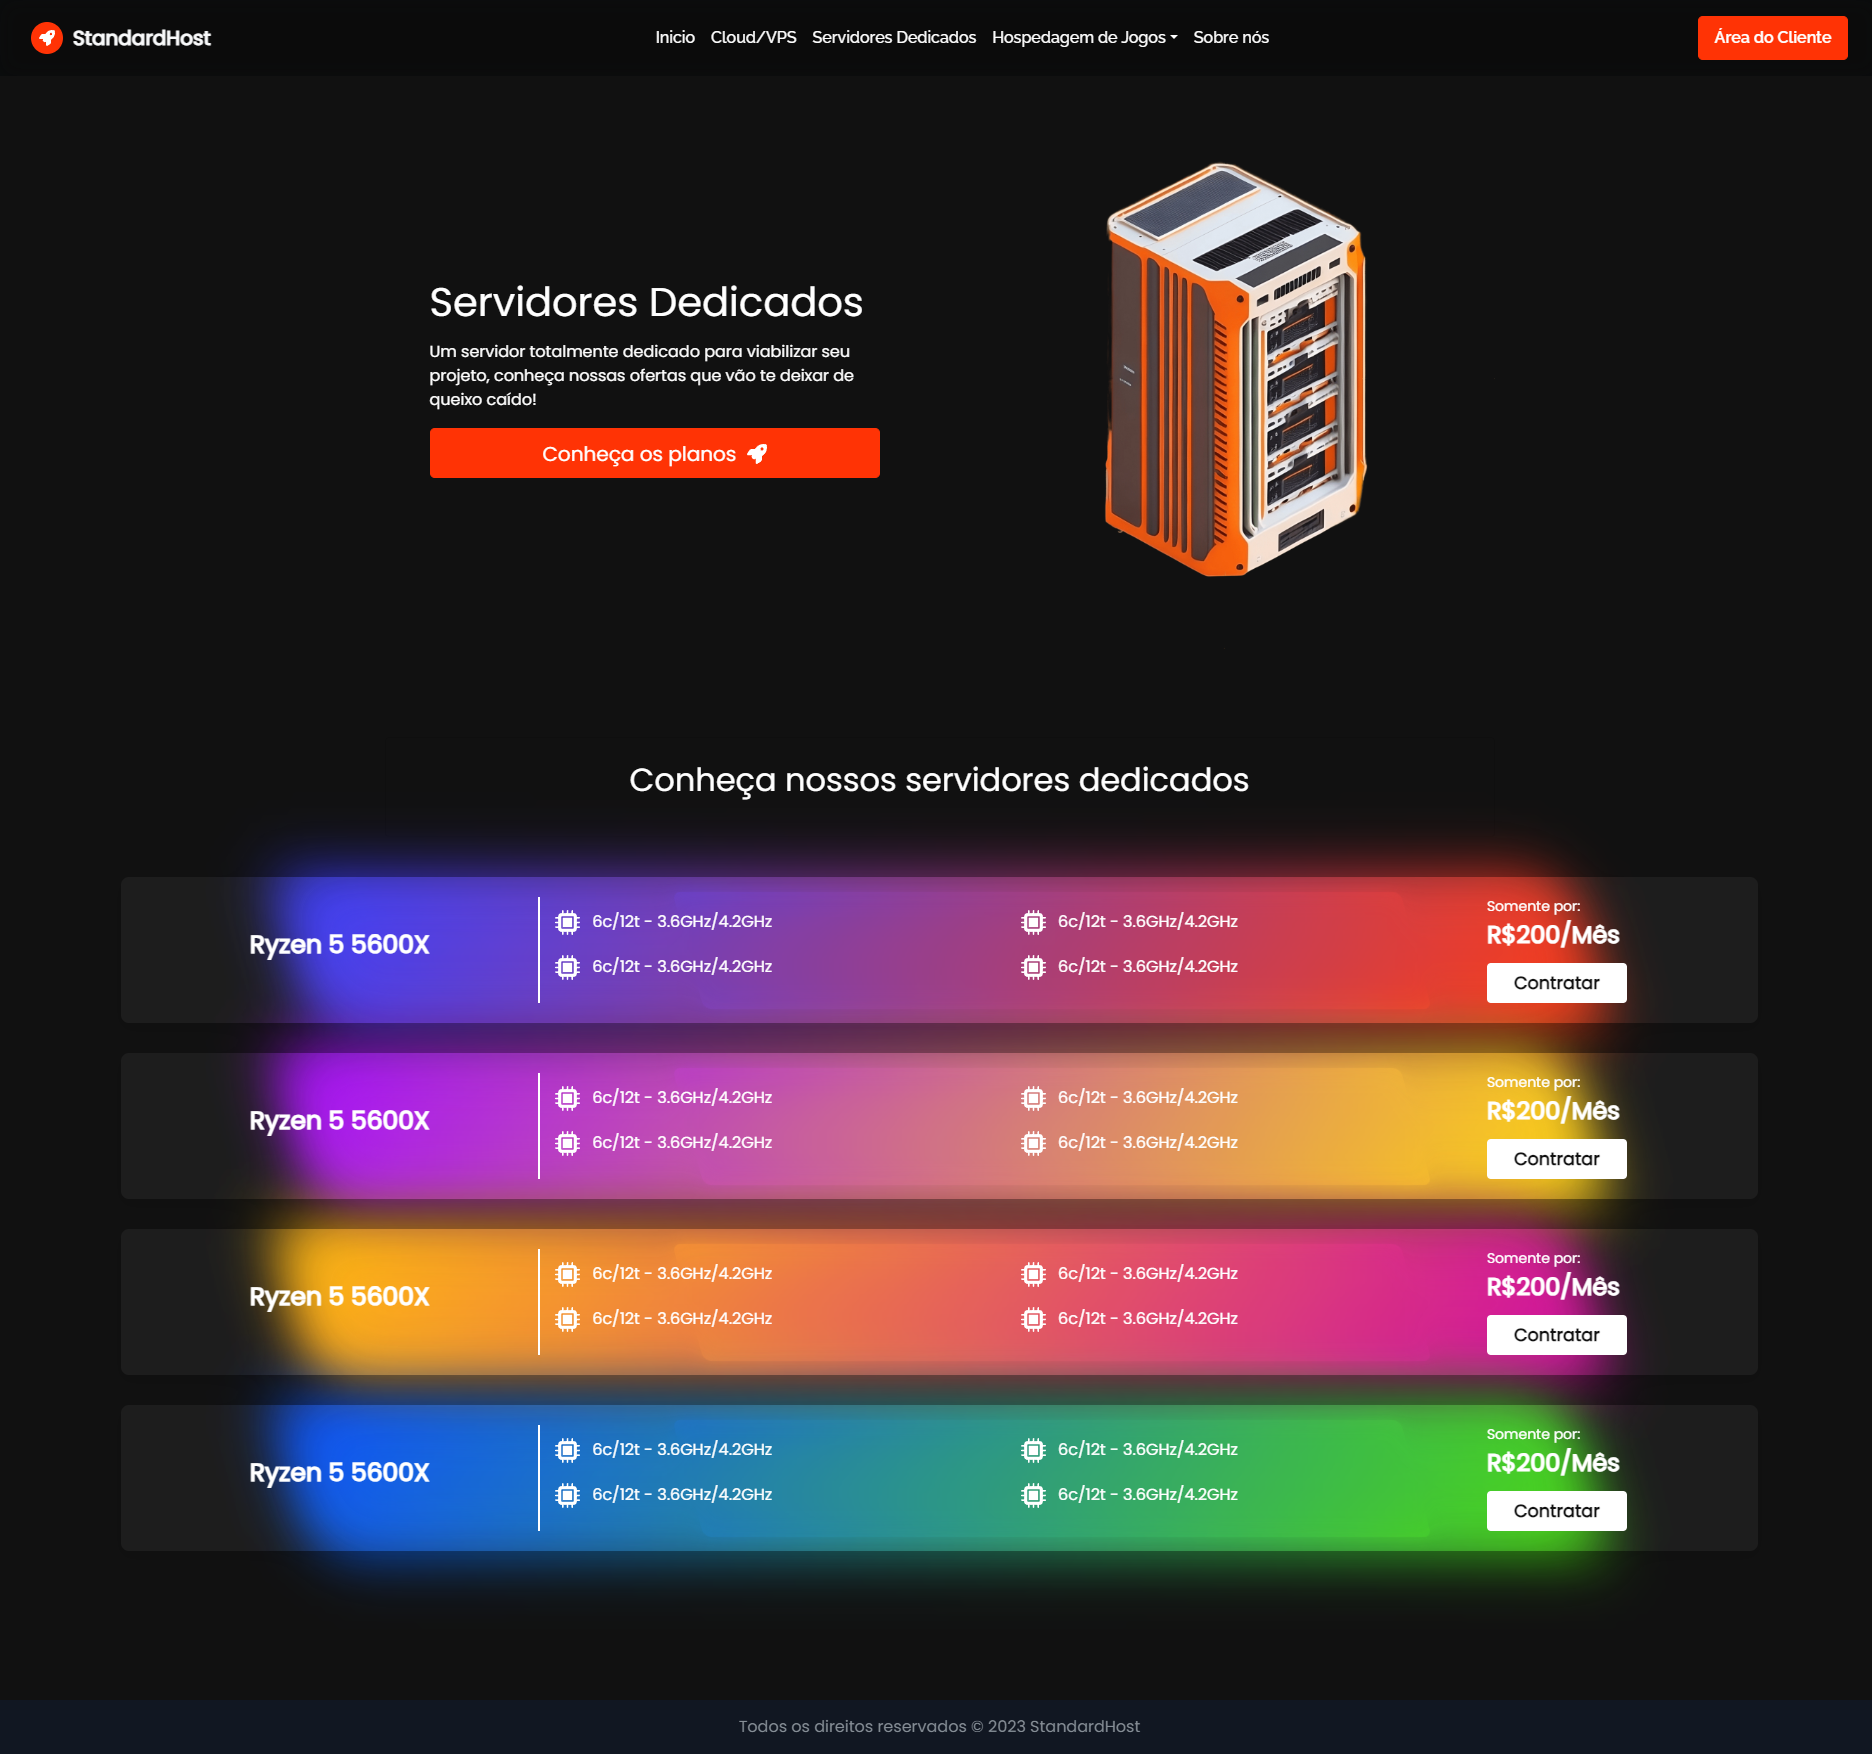 StandardHost
Inicio Cloud/VPS Servidores Dedicados Hospedagem de Jogos Sobre nós
Área do Cliente
Servidores Dedicados
Um servidor totalmente dedicado para viabilizar seu
projeto, conheça nossas ofertas que vão te deixar de
queixo caído!
Conheça os planos
Conheça nossos servidores dedicados
Ryzen 5 5600X
6c/12t - 3.6GHz/4.2GHz
6c/12t - 3.6GHz/4.2GHz
6c/12t - 3.6GHz/4.2GHz
6c/12t - 3.6GHz/4.2GHz
Somente por:
R$200/Mês
Contratar
Ryzen 5 5600X
6c/12t - 3.6GHz/4.2GHz
6c/12t - 3.6GHz/4.2GHz
6c/12t - 3.6GHz/4.2GHz
6c/12t - 3.6GHz/4.2GHz
Somente por:
R$200/Mês
Contratar
Ryzen 5 5600X
6c/12t - 3.6GHz/4.2GHz
6c/12t - 3.6GHz/4.2GHz
6c/12t - 3.6GHz/4.2GHz
6c/12t - 3.6GHz/4.2GHz
Somente por:
R$200/Mês
Contratar
Ryzen 5 5600X
6c/12t - 3.6GHz/4.2GHz
6c/12t - 3.6GHz/4.2GHz
6c/12t - 3.6GHz/4.2GHz
6c/12t - 3.6GHz/4.2GHz
Somente por:
R$200/Mês
Contratar
Todos os direitos reservados © 2023 StandardHost